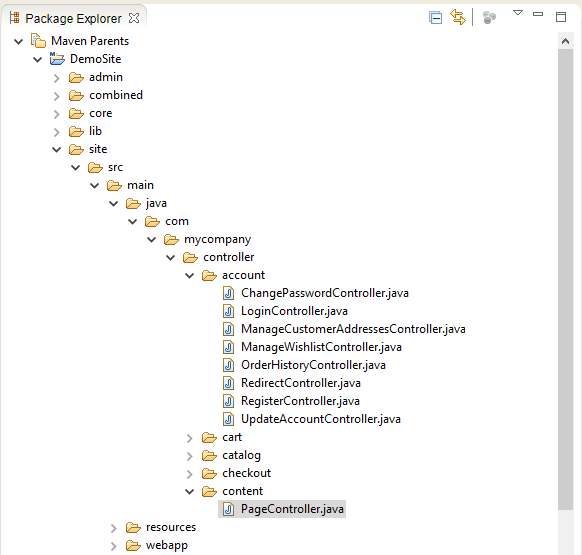 Package Explorer
Maven Parents
DemoSite
admin
combined
core
lib
site
src
main
java
com
mycompany
controller
account
ChangePasswordController.java
LoginController.java
ManageCustomerAddressesController.java
ManageWishlistController.java
OrderHistoryController.java
RedirectController.java
RegisterController.java
UpdateAccountController.java
cart
catalog
checkout
content
PageController.java
resources
webapp